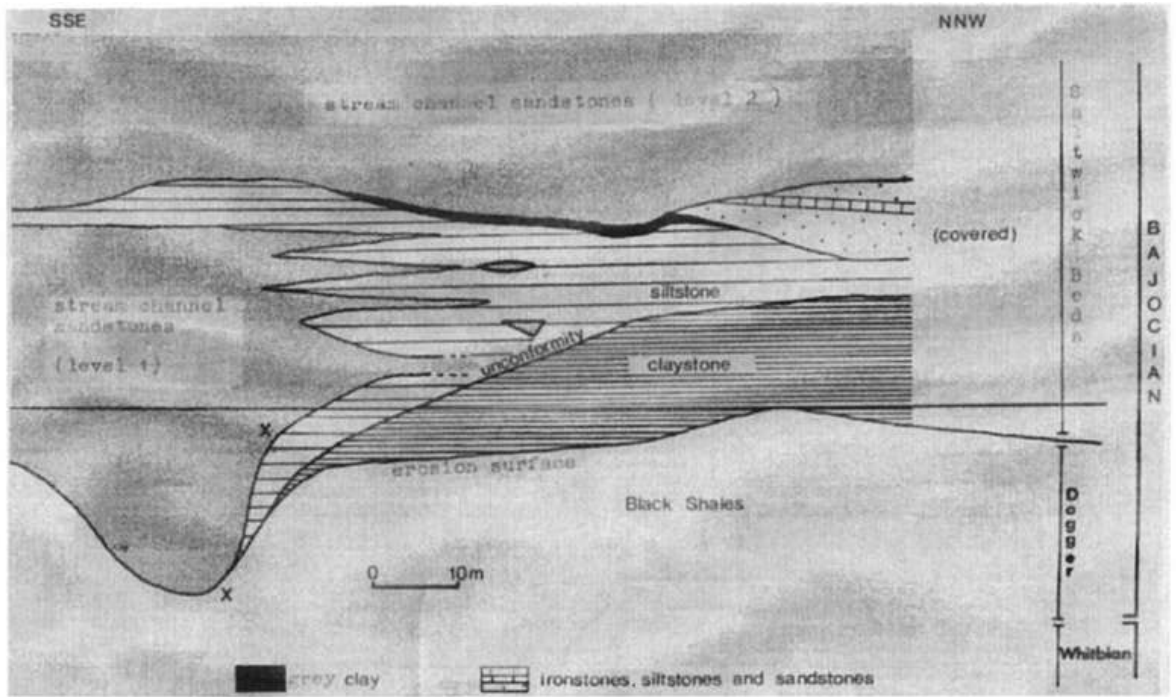 SSE
NNW
stream channel sandstones ( level 2 )
(covered)
siltstone
stream channel
sandstones
(level 1)
unconformity
claystone
X
erosion surface
Black Shales
X
0 10m
Saltwick Beds
Dogger
BAJOCIAN
Whitbian
grey clay
ironstones, siltstones and sandstones